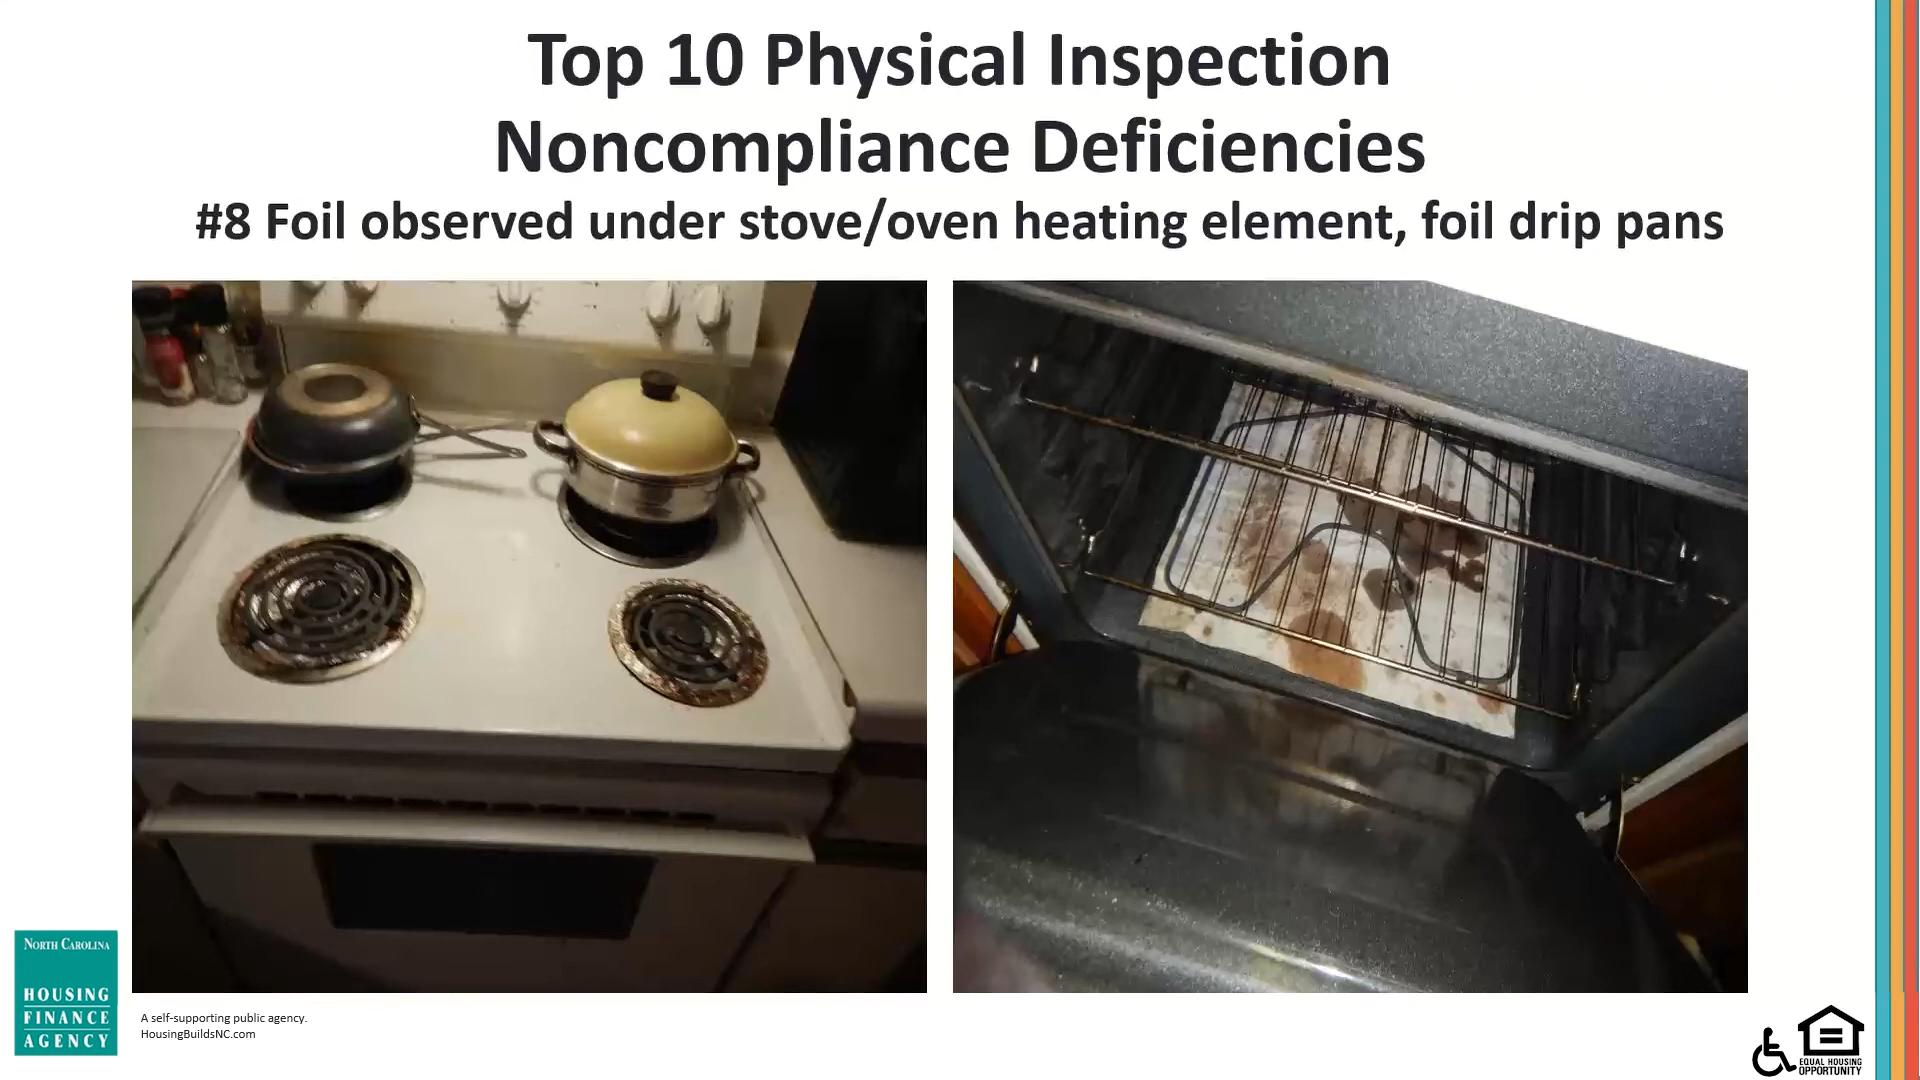 Top 10 Physical Inspection
Noncompliance Deficiencies
#8 Foil observed under stove/oven heating element, foil drip pans
NORTH CAROLINA
HOUSING
FINANCE
AGENCY
A self-supporting public agency.
HousingBuildsNC.com
EQUAL HOUSING
OPPORTUNITY